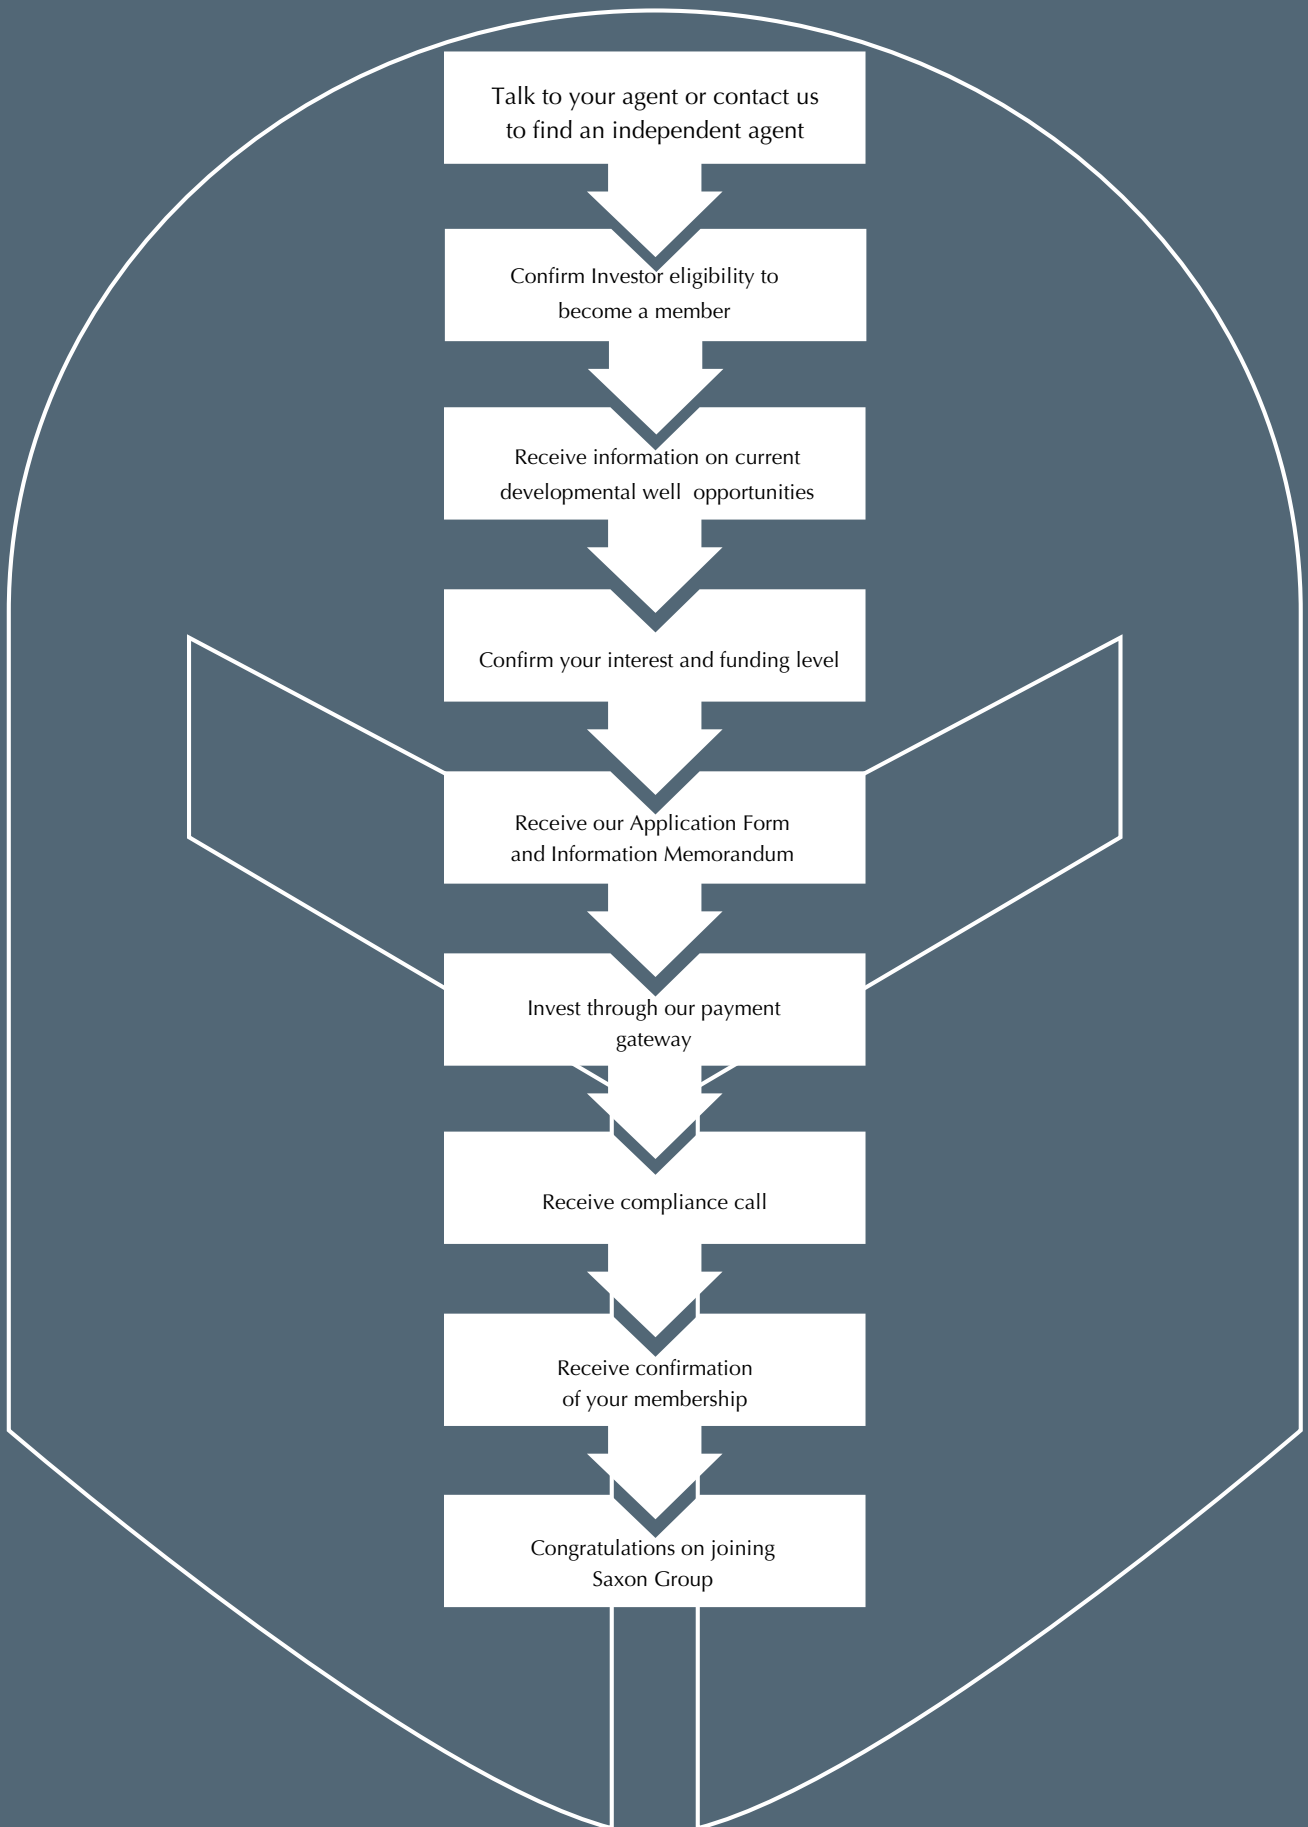 Talk to your agent or contact us
to find an independent agent
Confirm Investor eligibility to
become a member
Receive information on current
developmental well opportunities
Confirm your interest and funding level
Receive our Application Form
and Information Memorandum
Invest through our payment
gateway
Receive compliance call
Receive confirmation
of your membership
Congratulations on joining
Saxon Group